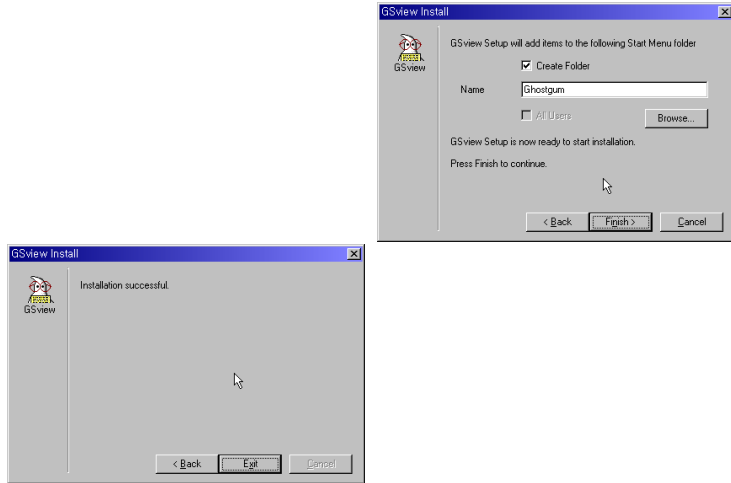 GSview Install
GSview Setup will add items to the following Start Menu folder
GSview
Create Folder
Name
Ghostgum
All Users
Browse...
GSview Setup is now ready to start installation.
Press Finish to continue.
< Back
Finish >
Cancel
GSview Install
Installation successful.
GSview
< Back
Exit
Cancel